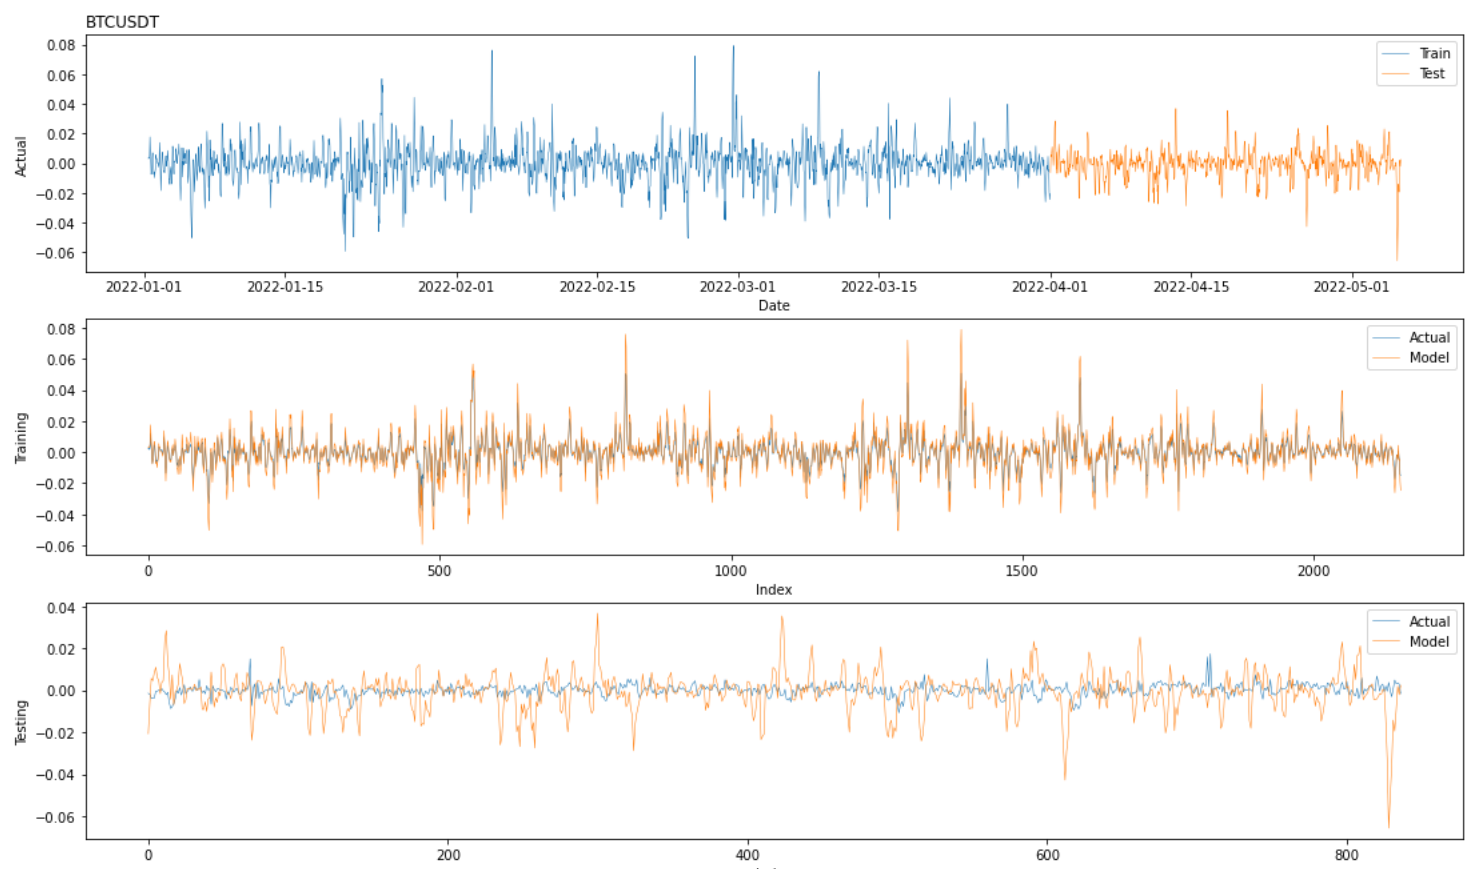 BTCUSDT
0.08
0.06
0.04
0.02
0.00
−0.02
−0.04
−0.06
Actual
Train
Test
2022-01-01 2022-01-15 2022-02-01 2022-02-15 2022-03-01 2022-03-15 2022-04-01 2022-04-15 2022-05-01
Date
0.08
0.06
0.04
0.02
0.00
−0.02
−0.04
−0.06
Training
Actual
Model
0 500 1000 1500 2000
Index
0.04
0.02
0.00
−0.02
−0.04
−0.06
Testing
Actual
Model
0 200 400 600 800